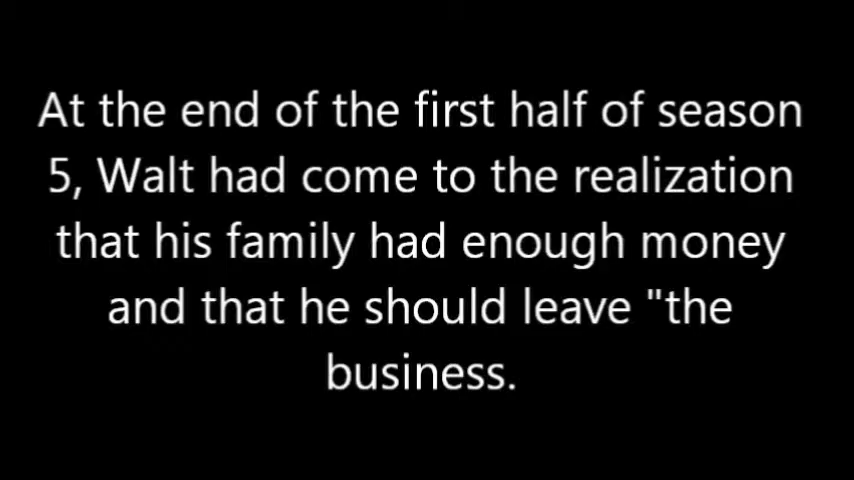 At the end of the first half of season
5, Walt had come to the realization
that his family had enough money
and that he should leave "the
business.